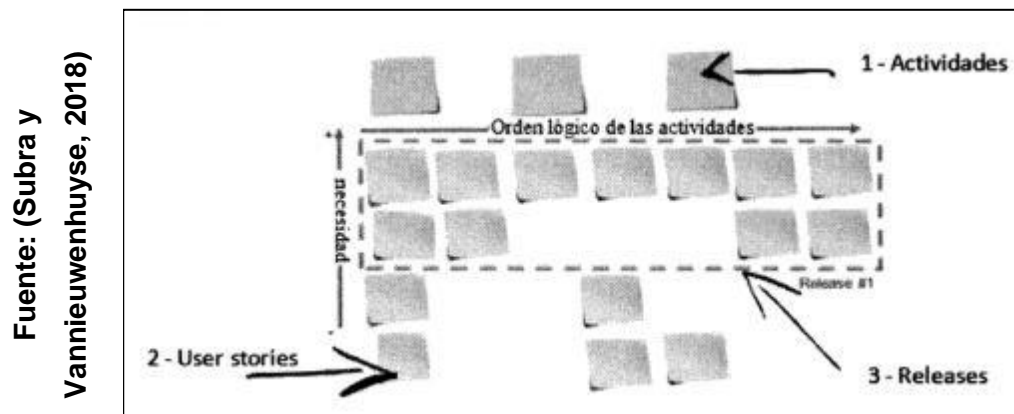 Fuente: (Subra y
Vannieuwenhuyse, 2018)
1 - Actividades
Orden lógico de las actividades
+
necesidad
-
Release #1
2 - User stories
3 - Releases